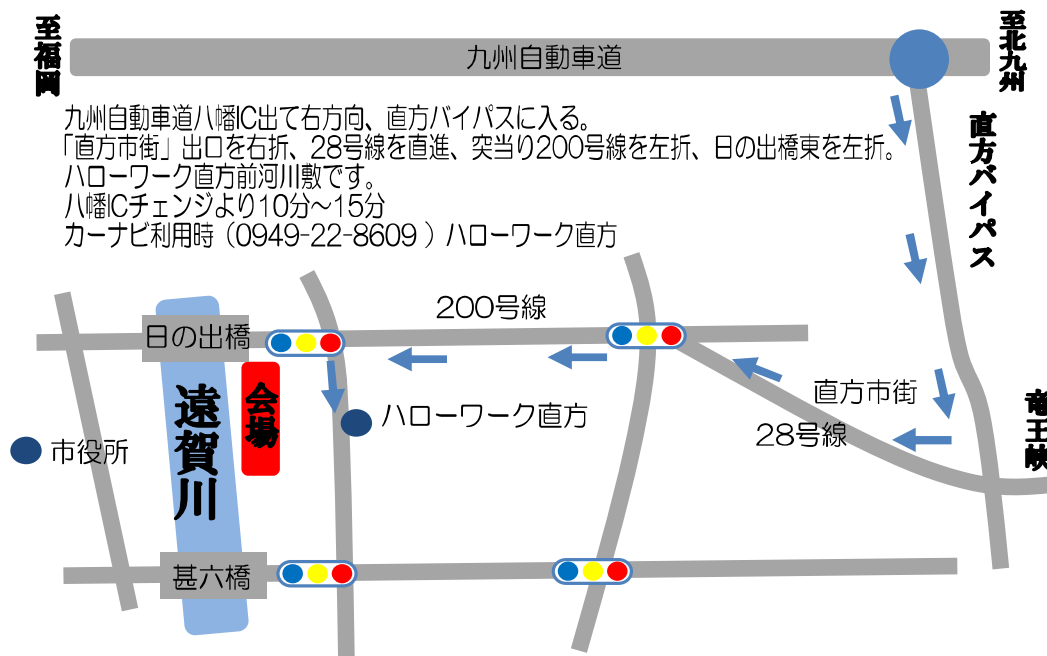 至福岡
九州自動車道
至北九州
九州自動車道八幡IC出て右方向、直方バイパスに入る。
「直方市街」出口を右折、28号線を直進、突当り200号線を左折、日の出橋東を左折。
ハローワーク直方前河川敷です。
八幡ICチェンジより10分～15分
カーナビ利用時（0949-22-8609 ）ハローワーク直方
直方バイパス
200号線
日の出橋
会場
遠賀川
ハローワーク直方
直方市街
28号線
竜王峡
市役所
甚六橋